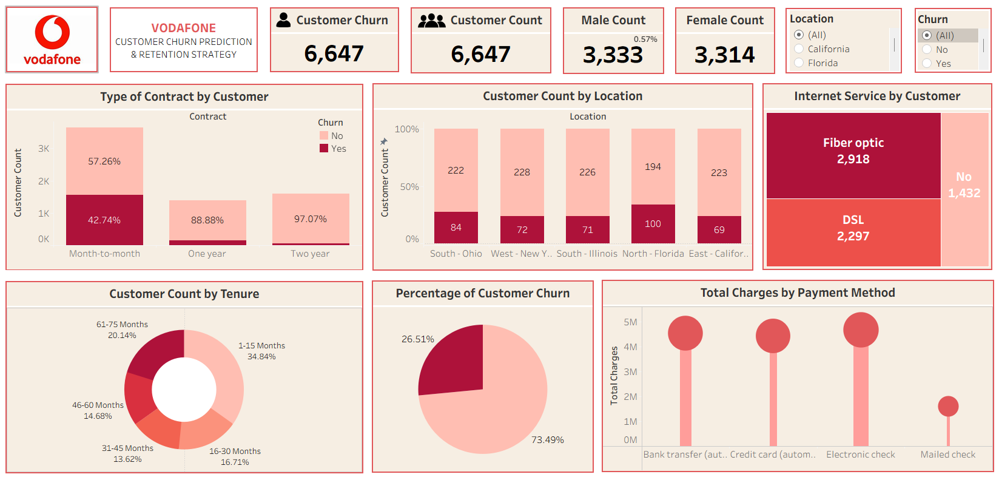 vodafone
VODAFONE
CUSTOMER CHURN PREDICTION
& RETENTION STRATEGY
Customer Churn
6,647
Customer Count
6,647
Male Count
0.57%
3,333
Female Count
3,314
Location
(All)
California
Florida
Churn
(All)
No
Yes
Type of Contract by Customer
Contract
Churn
No
Yes
Customer Count
3K
2K
1K
0K
57.26%
42.74%
88.88%
97.07%
Month-to-month
One year
Two year
Customer Count by Location
Location
Customer Count
100%
50%
0%
222
228
226
194
223
84
72
71
100
69
South - Ohio
West - New Y..
South - Illinois
North - Florida
East - Califor..
Internet Service by Customer
Fiber optic
2,918
No
1,432
DSL
2,297
Customer Count by Tenure
61-75 Months
20.14%
1-15 Months
34.84%
46-60 Months
14.68%
31-45 Months
13.62%
16-30 Months
16.71%
Percentage of Customer Churn
26.51%
73.49%
Total Charges by Payment Method
Total Charges
5M
4M
3M
2M
1M
0M
Bank transfer (aut..
Credit card (autom..
Electronic check
Mailed check